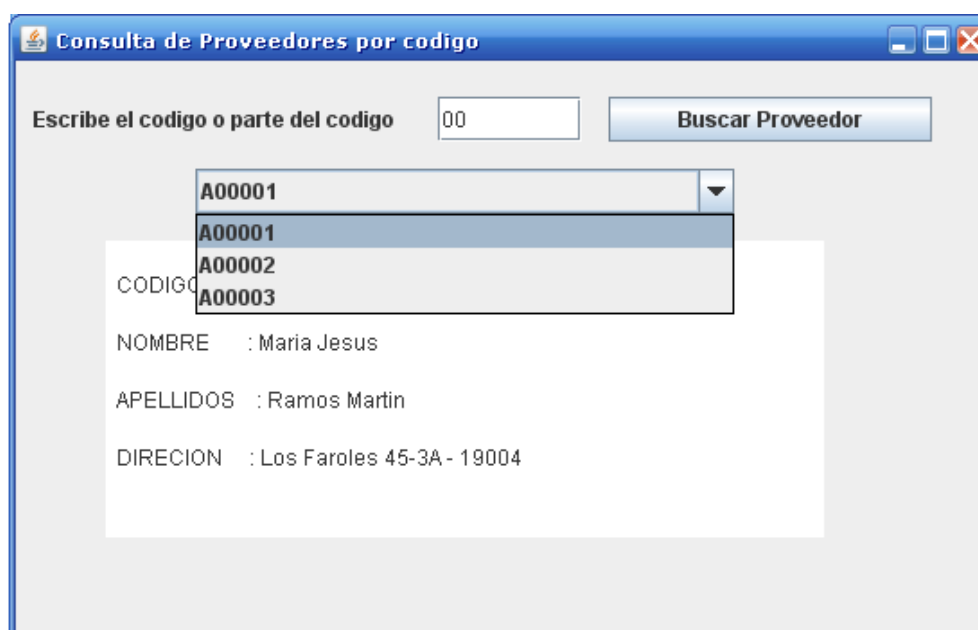 Consulta de Proveedores por codigo
Escribe el codigo o parte del codigo 00 Buscar Proveedor
A00001
A00001
A00002
A00003
NOMBRE : Maria Jesus
APELLIDOS : Ramos Martin
DIRECION : Los Faroles 45-3A - 19004